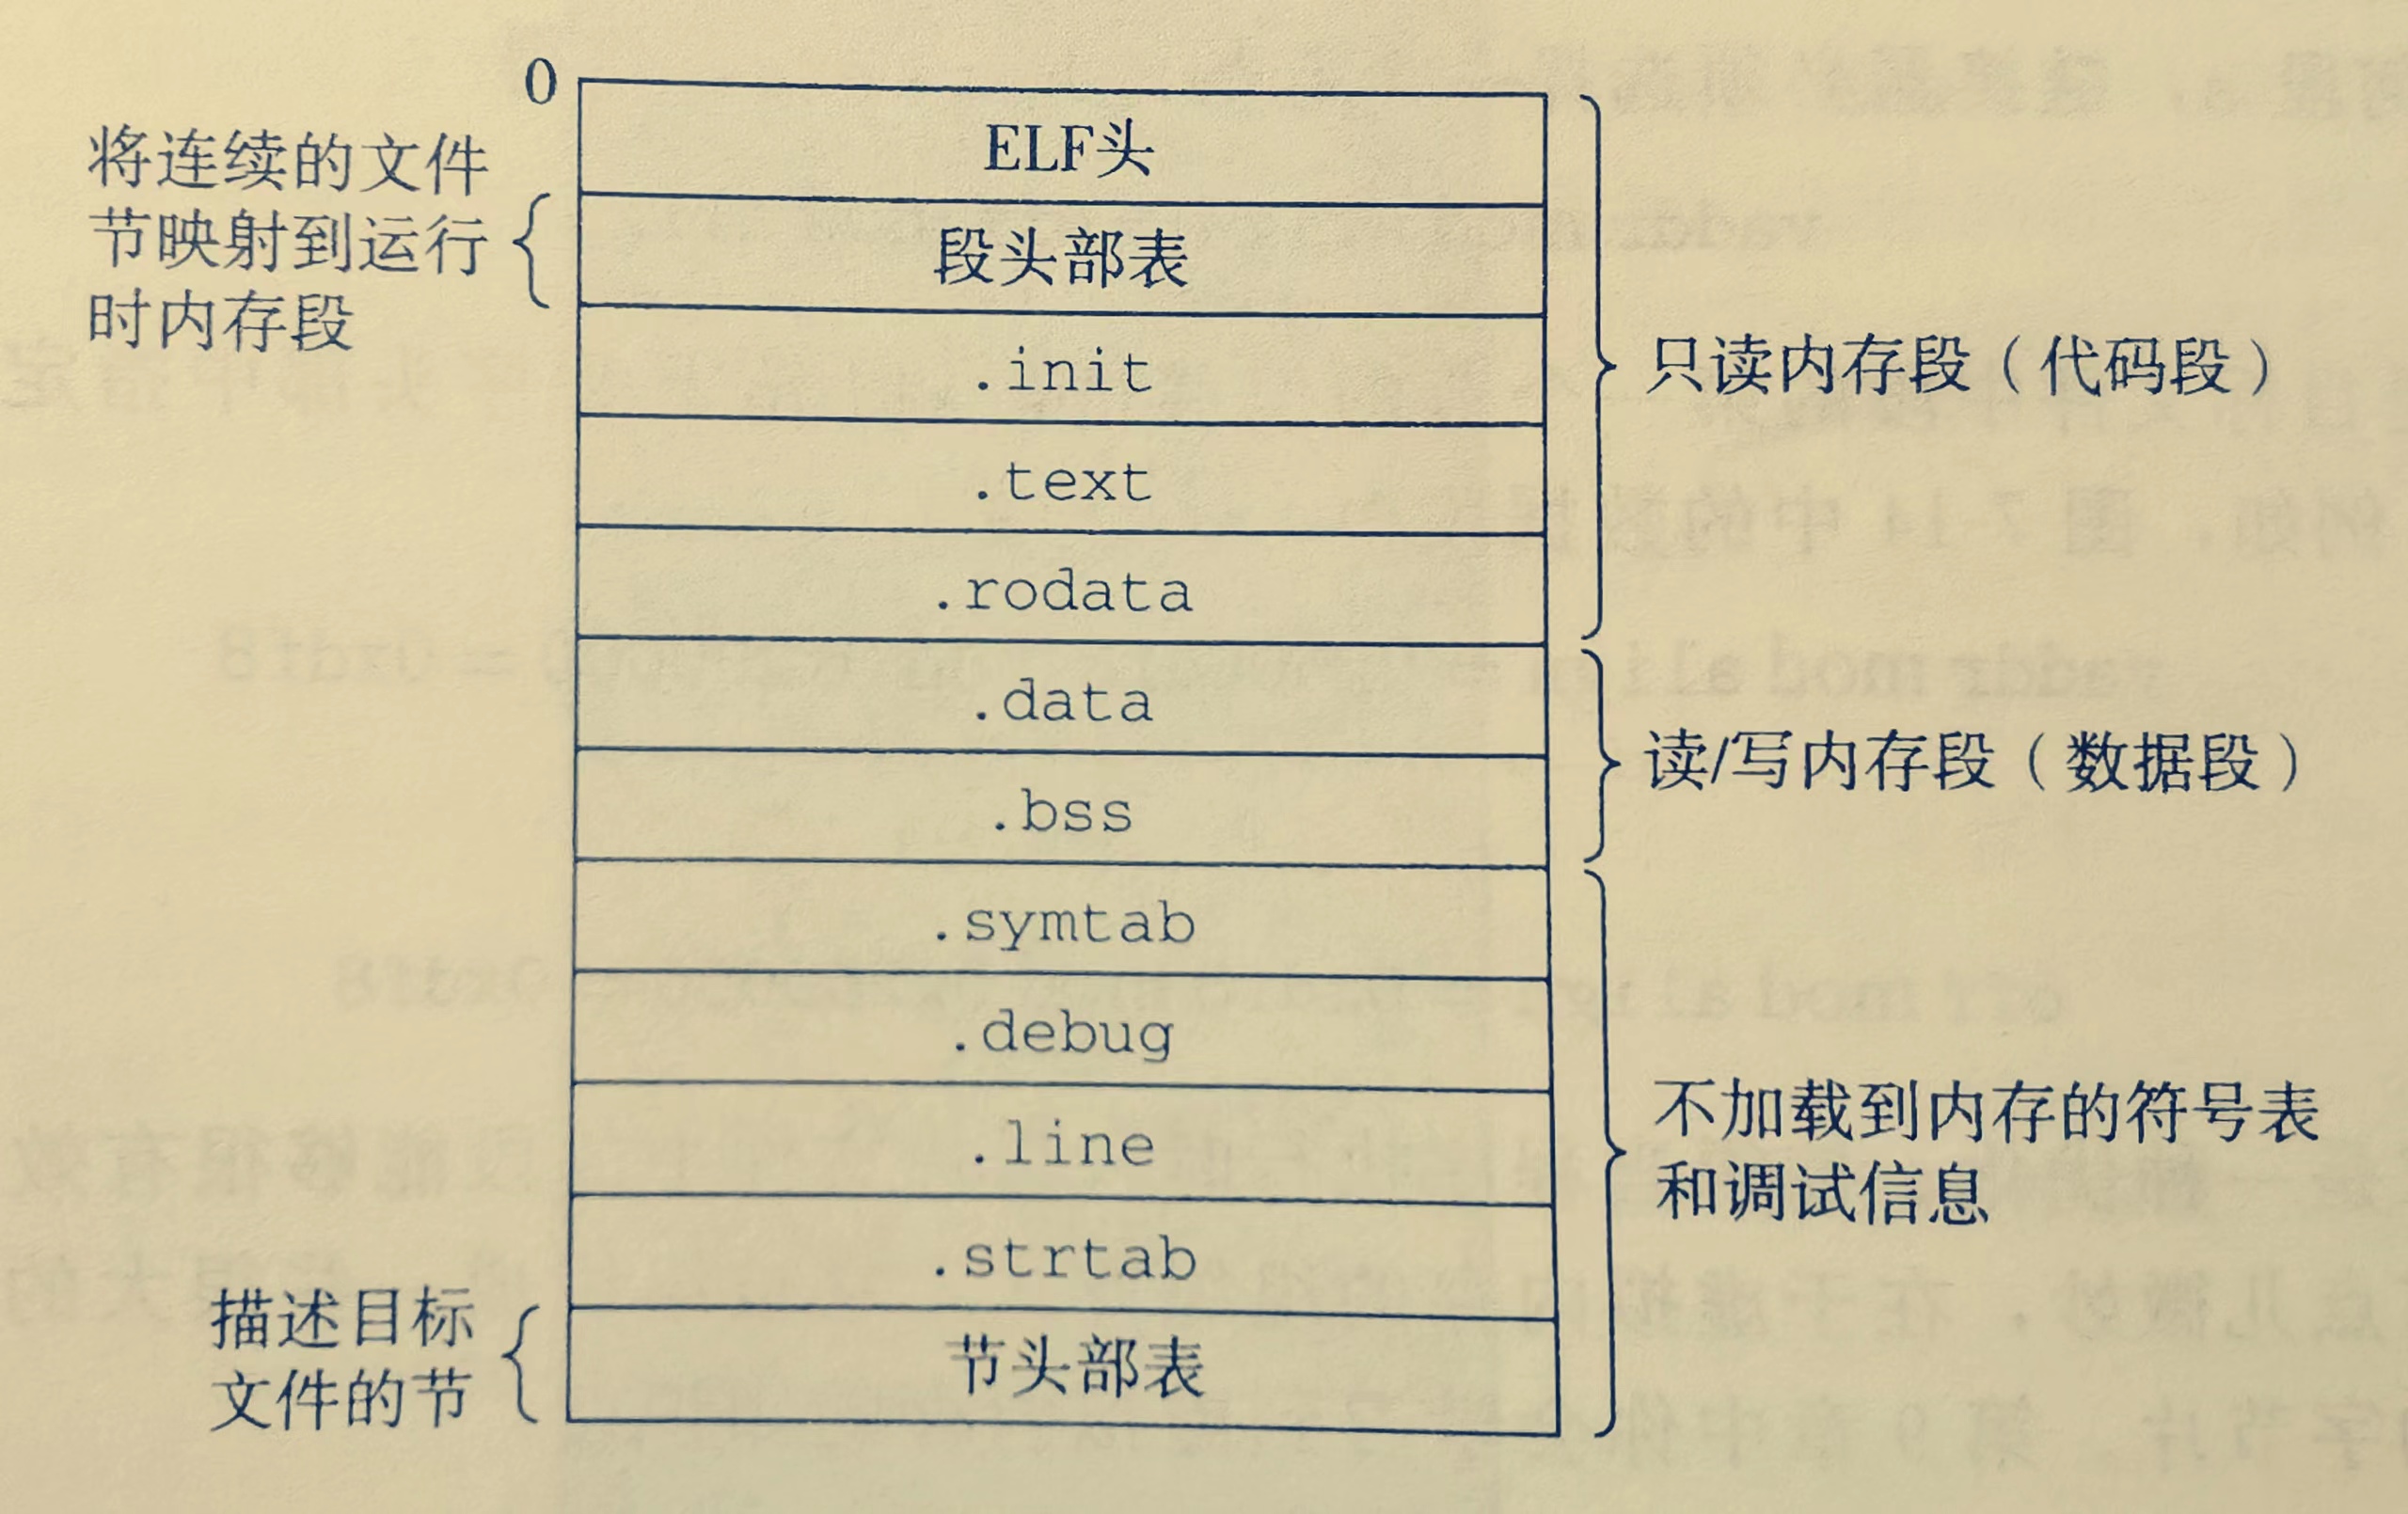 0
ELF头
将连续的文件
节映射到运行
时内存段
段头部表
.init
.text
.rodata
只读内存段（代码段）
.data
.bss
读/写内存段（数据段）
.symtab
.debug
.line
.strtab
不加载到内存的符号表
和调试信息
描述目标
文件的节
节头部表